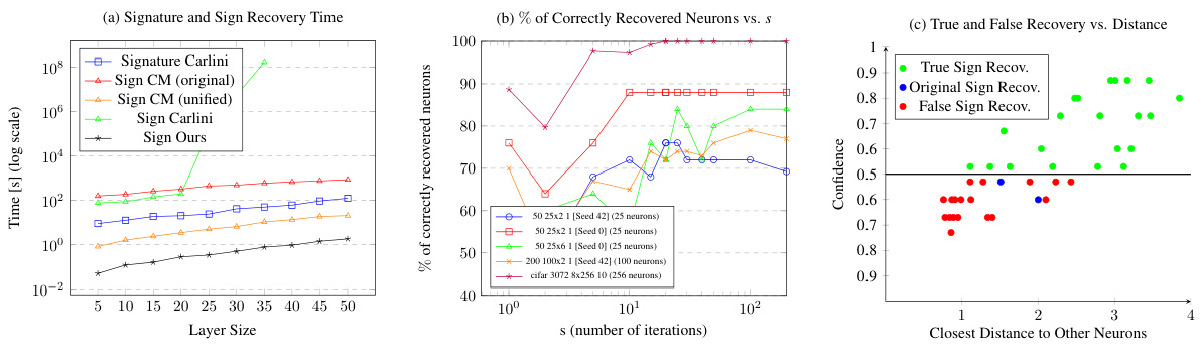 (a) Signature and Sign Recovery Time
Signature Carlini
Sign CM (original)
Sign CM (unified)
Sign Carlini
Sign Ours
Time [s] (log scale)
10^8
10^6
10^4
10^2
10^0
10^−2
5 10 15 20 25 30 35 40 45 50
Layer Size
(b) % of Correctly Recovered Neurons vs. s
% of correctly recovered neurons
100
90
80
70
60
50
40
50 25x2 1 [Seed 42] (25 neurons)
50 25x2 1 [Seed 0] (25 neurons)
50 25x6 1 [Seed 0] (25 neurons)
200 100x2 1 [Seed 42] (100 neurons)
cifar 3072 8x256 10 (256 neurons)
10^0 10^1 10^2
s (number of iterations)
(c) True and False Recovery vs. Distance
True Sign Recov.
Original Sign Recov.
False Sign Recov.
Confidence
1
0.9
0.8
0.7
0.6
0.5
0.6
0.7
0.8
0.9
1 2 3 4
Closest Distance to Other Neurons